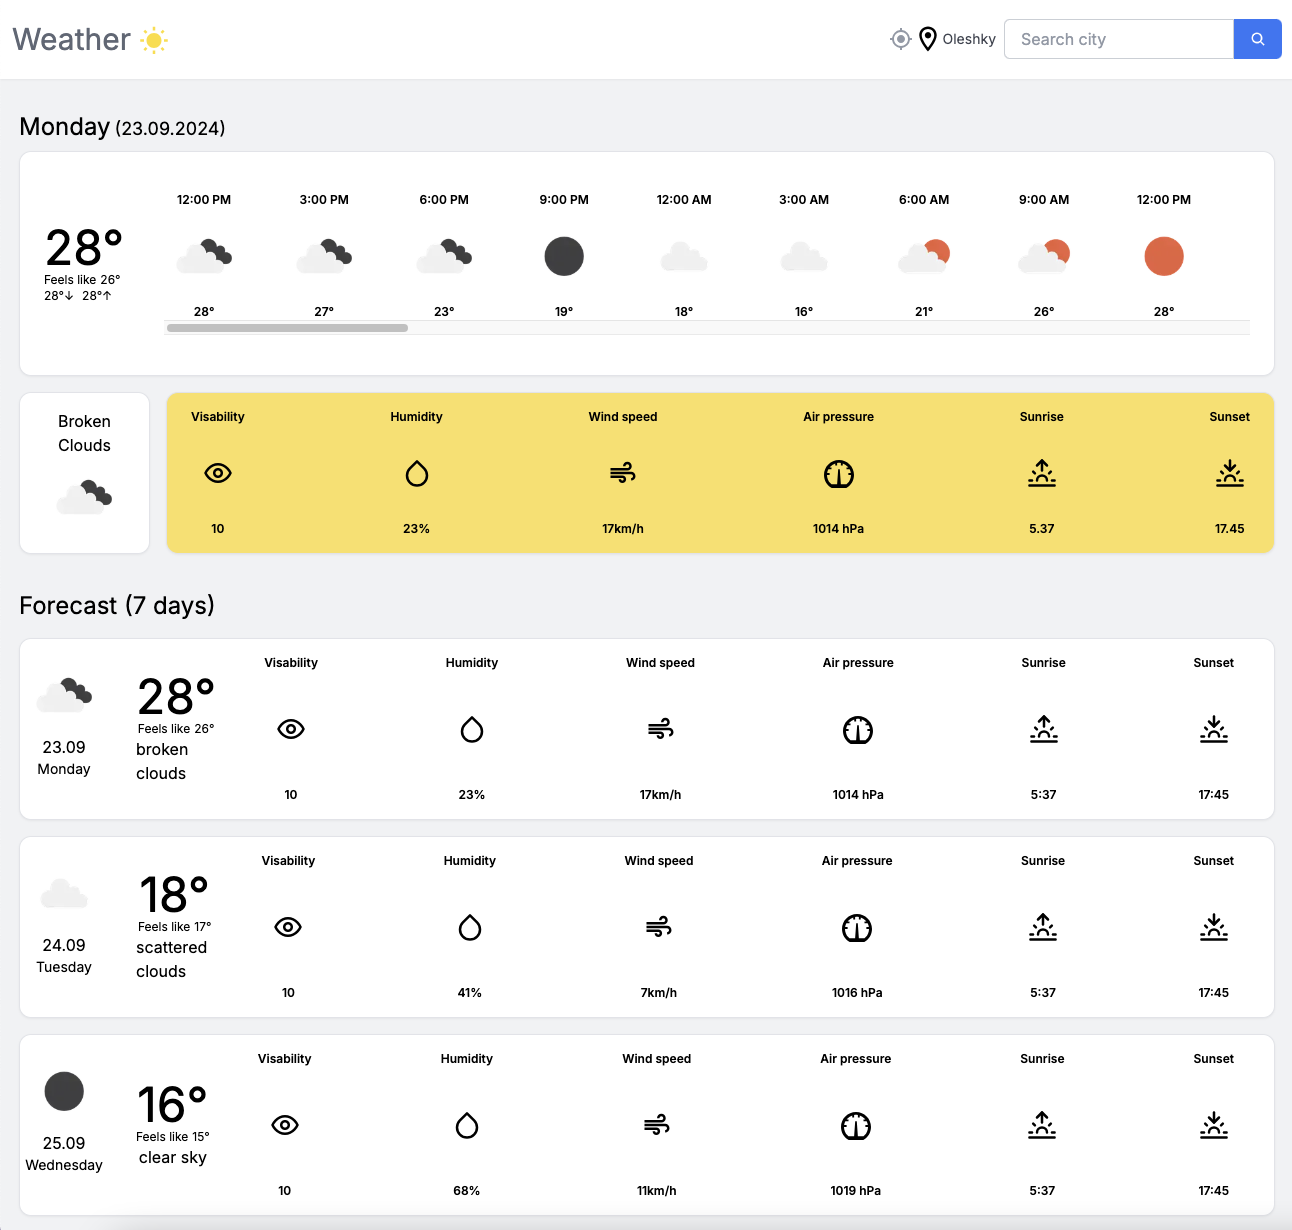 Weather
Oleshky
Search city
Monday (23.09.2024)
12:00 PM 3:00 PM 6:00 PM 9:00 PM 12:00 AM 3:00 AM 6:00 AM 9:00 AM 12:00 PM
28°
Feels like 26°
28°↓ 28°↑
28° 27° 23° 19° 18° 16° 21° 26° 28°
Broken
Clouds
Visability Humidity Wind speed Air pressure Sunrise Sunset
10 23% 17km/h 1014 hPa 5.37 17.45
Forecast (7 days)
23.09
Monday
28°
Feels like 26°
broken
clouds
Visability Humidity Wind speed Air pressure Sunrise Sunset
10 23% 17km/h 1014 hPa 5:37 17:45
24.09
Tuesday
18°
Feels like 17°
scattered
clouds
Visability Humidity Wind speed Air pressure Sunrise Sunset
10 41% 7km/h 1016 hPa 5:37 17:45
25.09
Wednesday
16°
Feels like 15°
clear sky
Visability Humidity Wind speed Air pressure Sunrise Sunset
10 68% 11km/h 1019 hPa 5:37 17:45